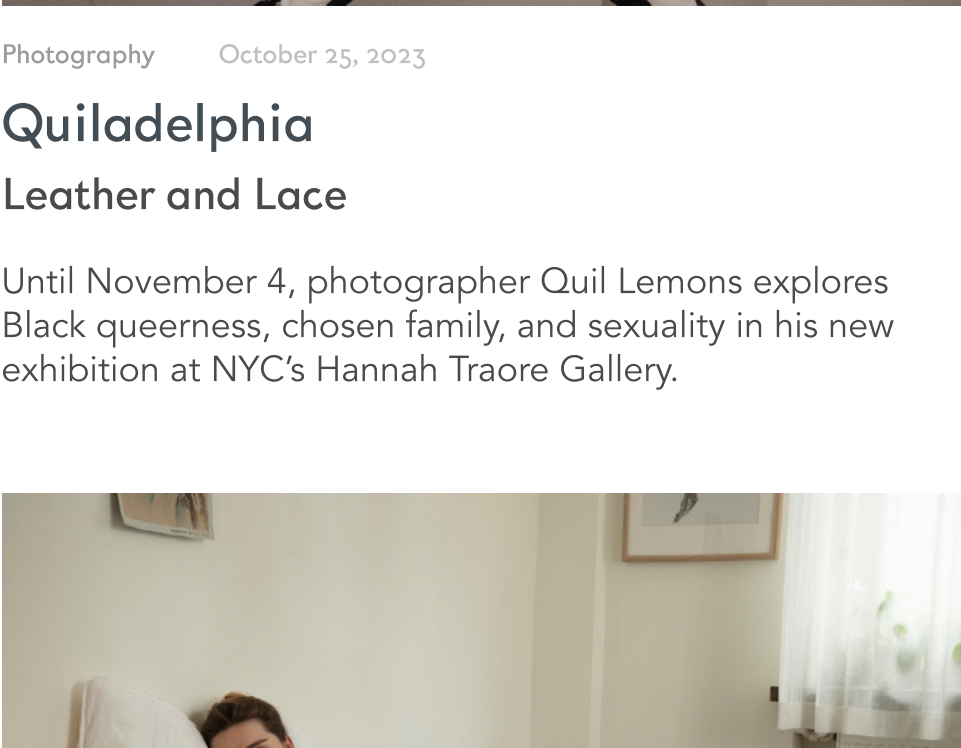 Photography October 25, 2023
Quiladelphia
Leather and Lace
Until November 4, photographer Quil Lemons explores
Black queerness, chosen family, and sexuality in his new
exhibition at NYC’s Hannah Traore Gallery.